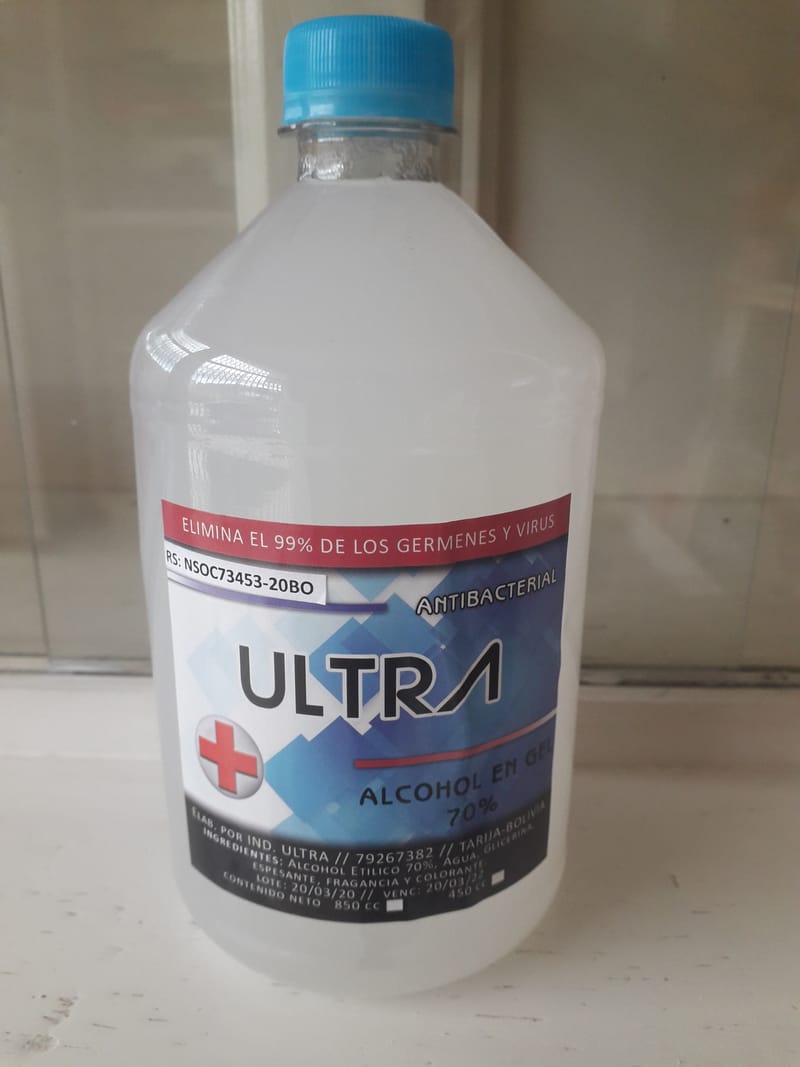 ELIMINA EL 99% DE LOS GERMENES Y VIRUS
RS: NSOC73453-20BO
ANTIBACTERIAL
ULTRA
ALCOHOL EN GEL
70%
ELAB. POR IND. ULTRA // 79267382 // TARIJA-BOLIVIA
INGREDIENTES: ALCOHOL ETILICO 70%, AGUA, GLICERINA,
ESPESANTE, FRAGANCIA Y COLORANTE.
LOTE: 20/03/20 // VENC: 20/03/22
CONTENIDO NETO 850 CC 450 CC